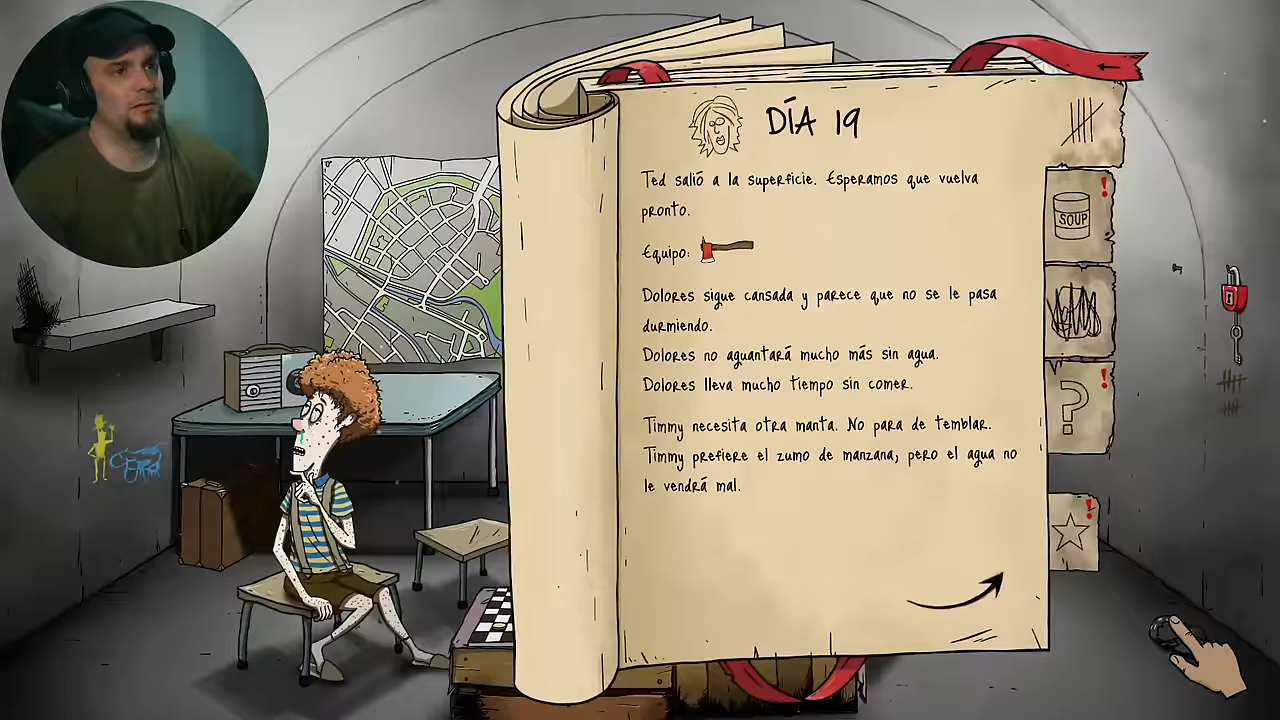 DÍA 19
Ted salió a la superficie. Esperamos que vuelva
pronto.
Equipo:
Dolores sigue cansada y parece que no se le pasa
durmiendo.
Dolores no aguantará mucho más sin agua.
Dolores lleva mucho tiempo sin comer.
Timmy necesita otra manta. No para de temblar.
Timmy prefiere el zumo de manzana, pero el agua no
le vendrá mal.
!
SOUP
!
?
!